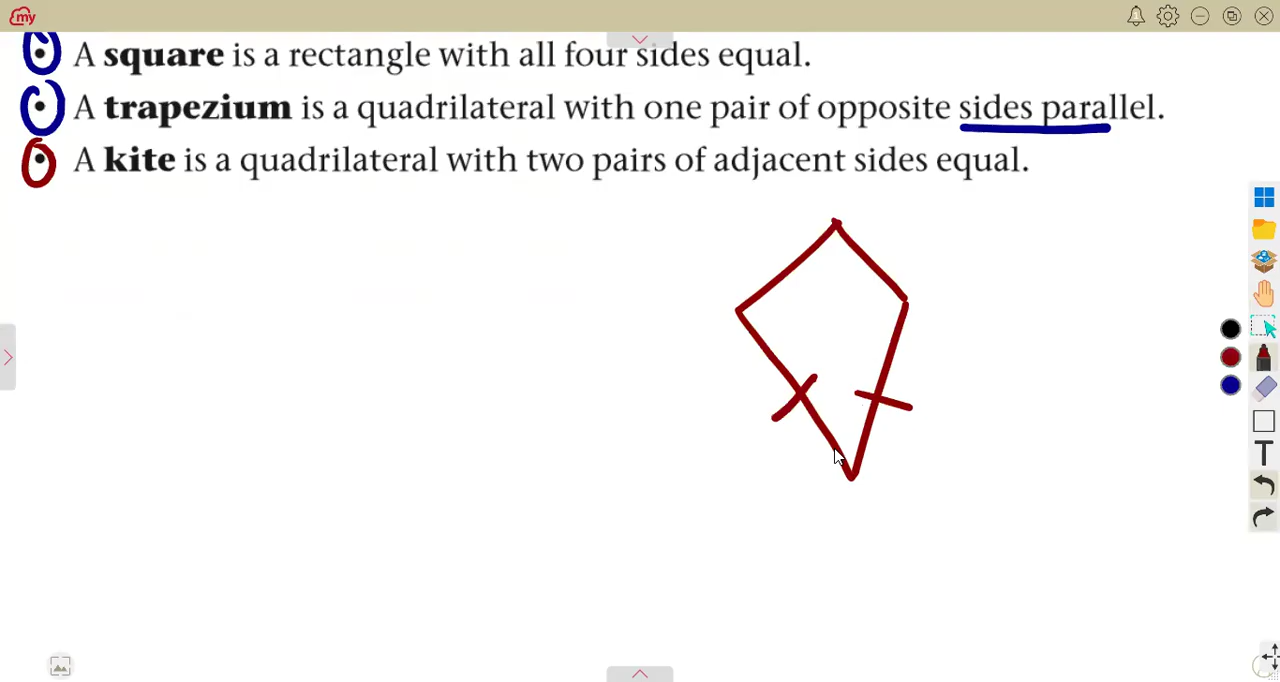 my
• A square is a rectangle with all four sides equal.
• A trapezium is a quadrilateral with one pair of opposite sides parallel.
• A kite is a quadrilateral with two pairs of adjacent sides equal.
T